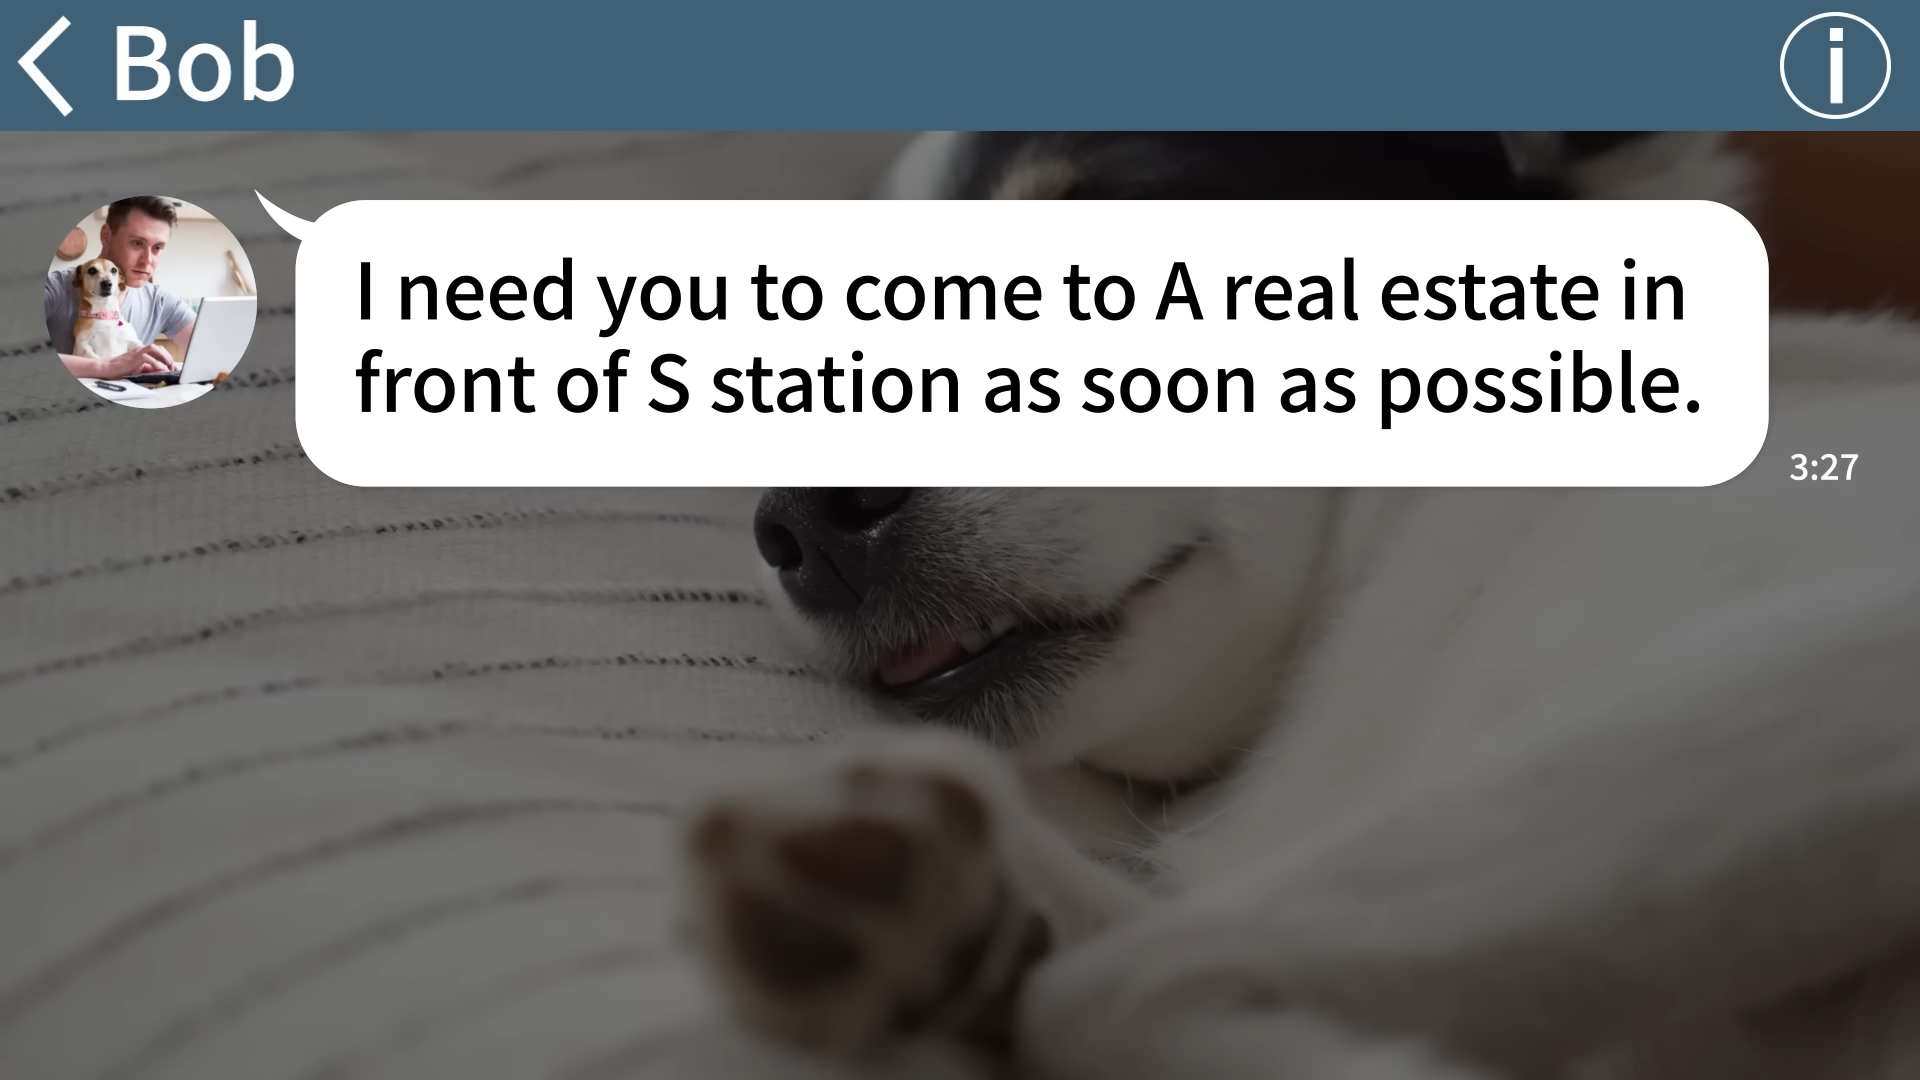 Bob
I need you to come to A real estate in
front of S station as soon as possible.
3:27